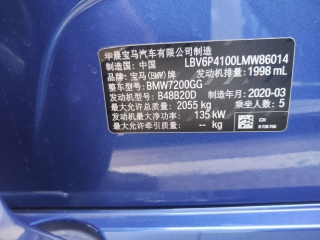 华晨宝马汽车有限公司制造
制造国:中国 LBV6P4100LMW86014
品牌:宝马(BMW)牌 发动机排量:1998 mL
整车型号:BMW7200GG
发动机型号:B48B20D 制造年月:2020-03
最大允许总质量:2055 kg 乘坐人数:5
发动机最大净功率:135 kW
最大允许牵引质量:-- kg